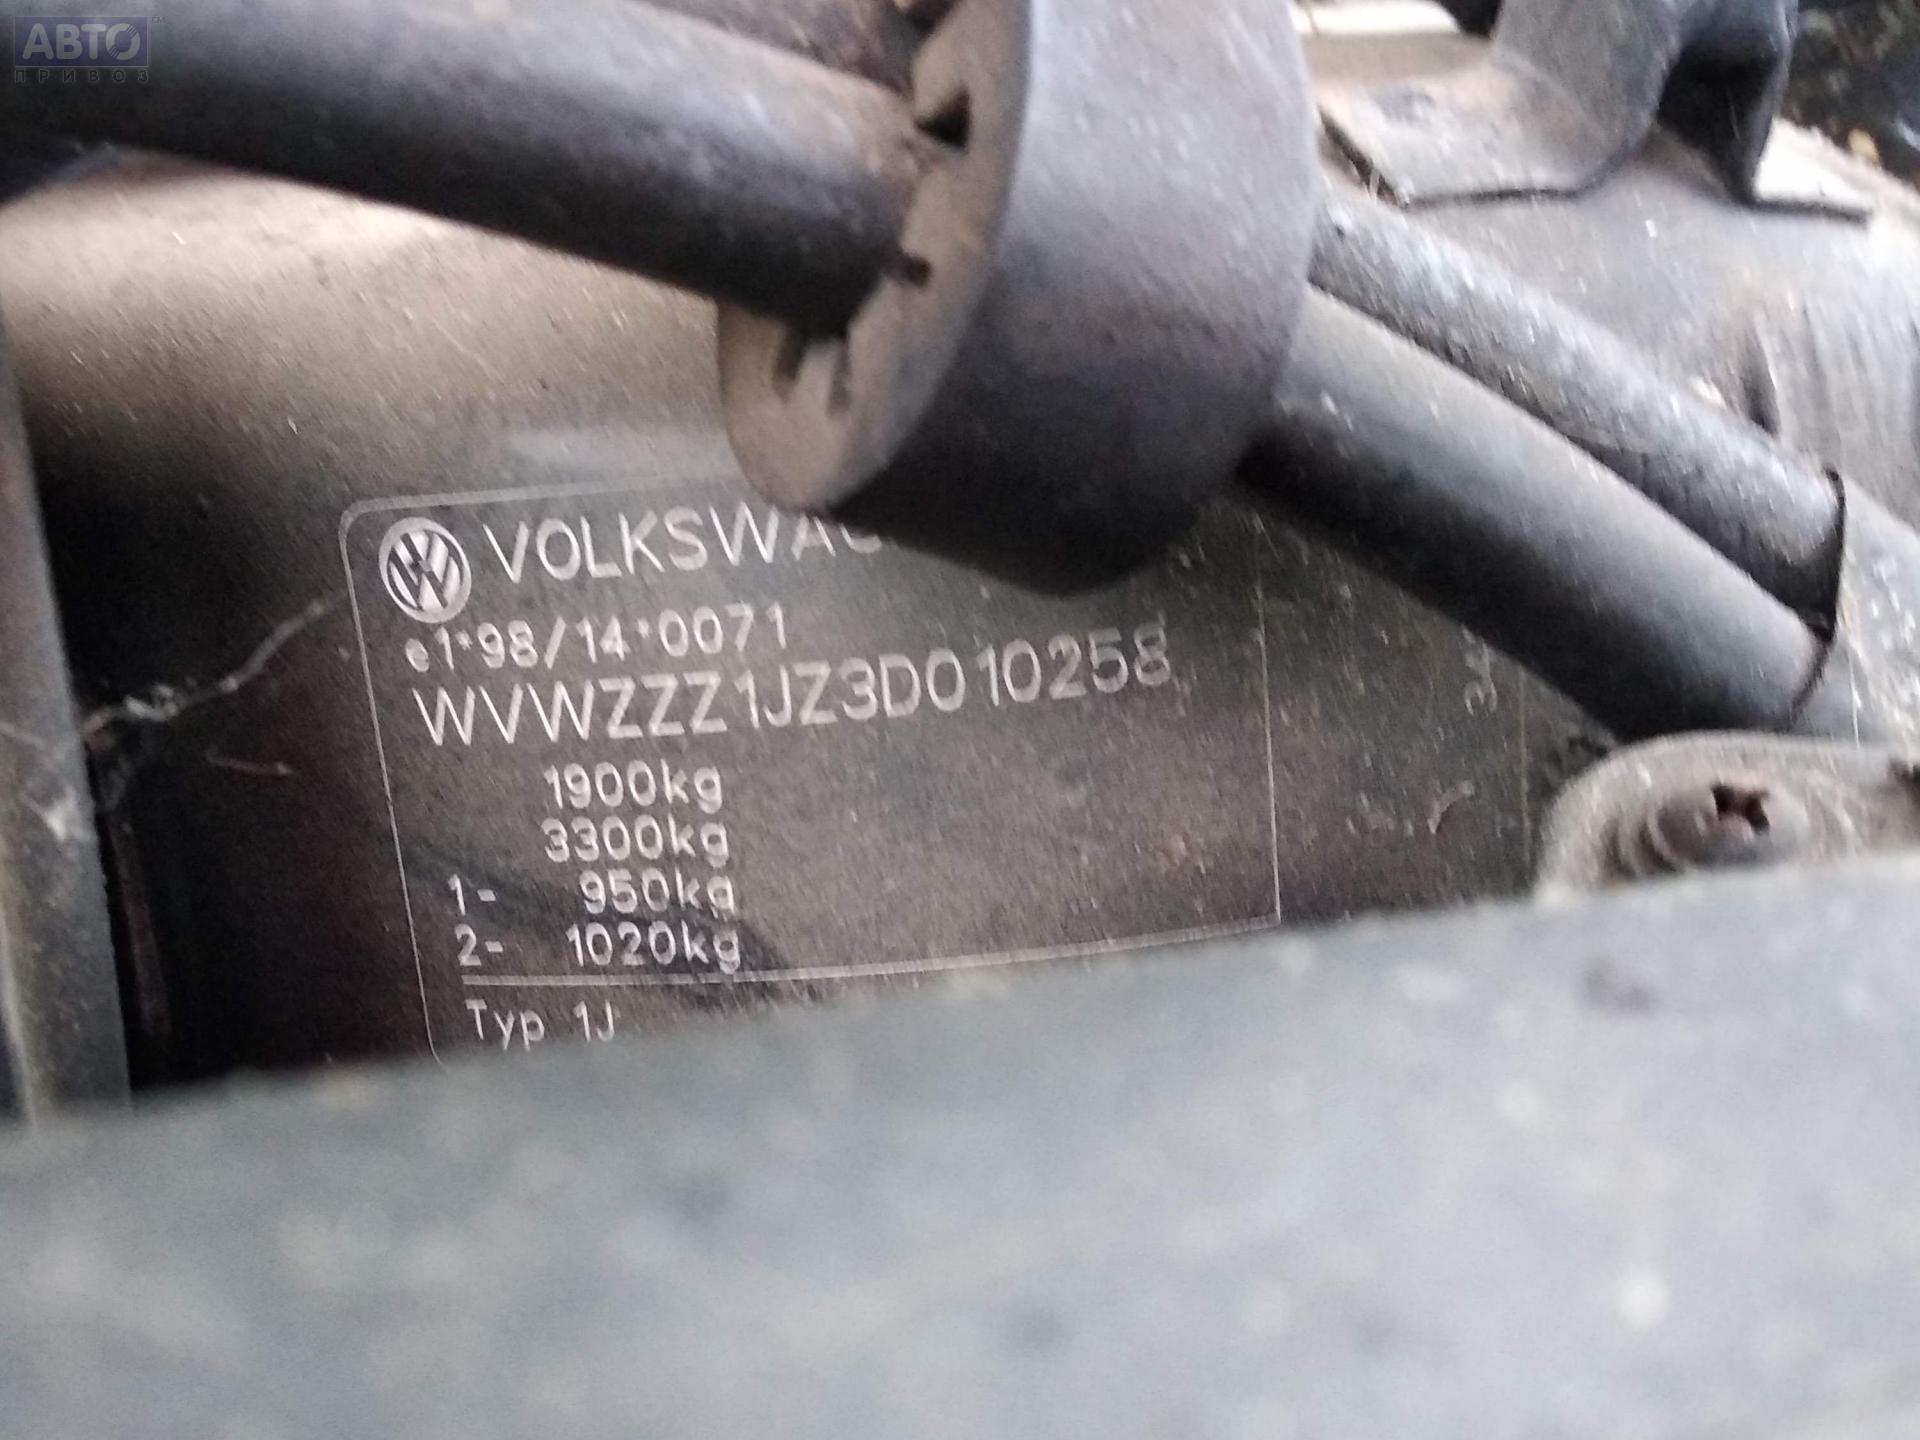 АВТО
ПРИВОЗ
VOLKSWAG
e1*98/14*0071
WVWZZZ1JZ3D010258
1900kg
3300kg
1- 950kg
2- 1020kg
Typ 1J